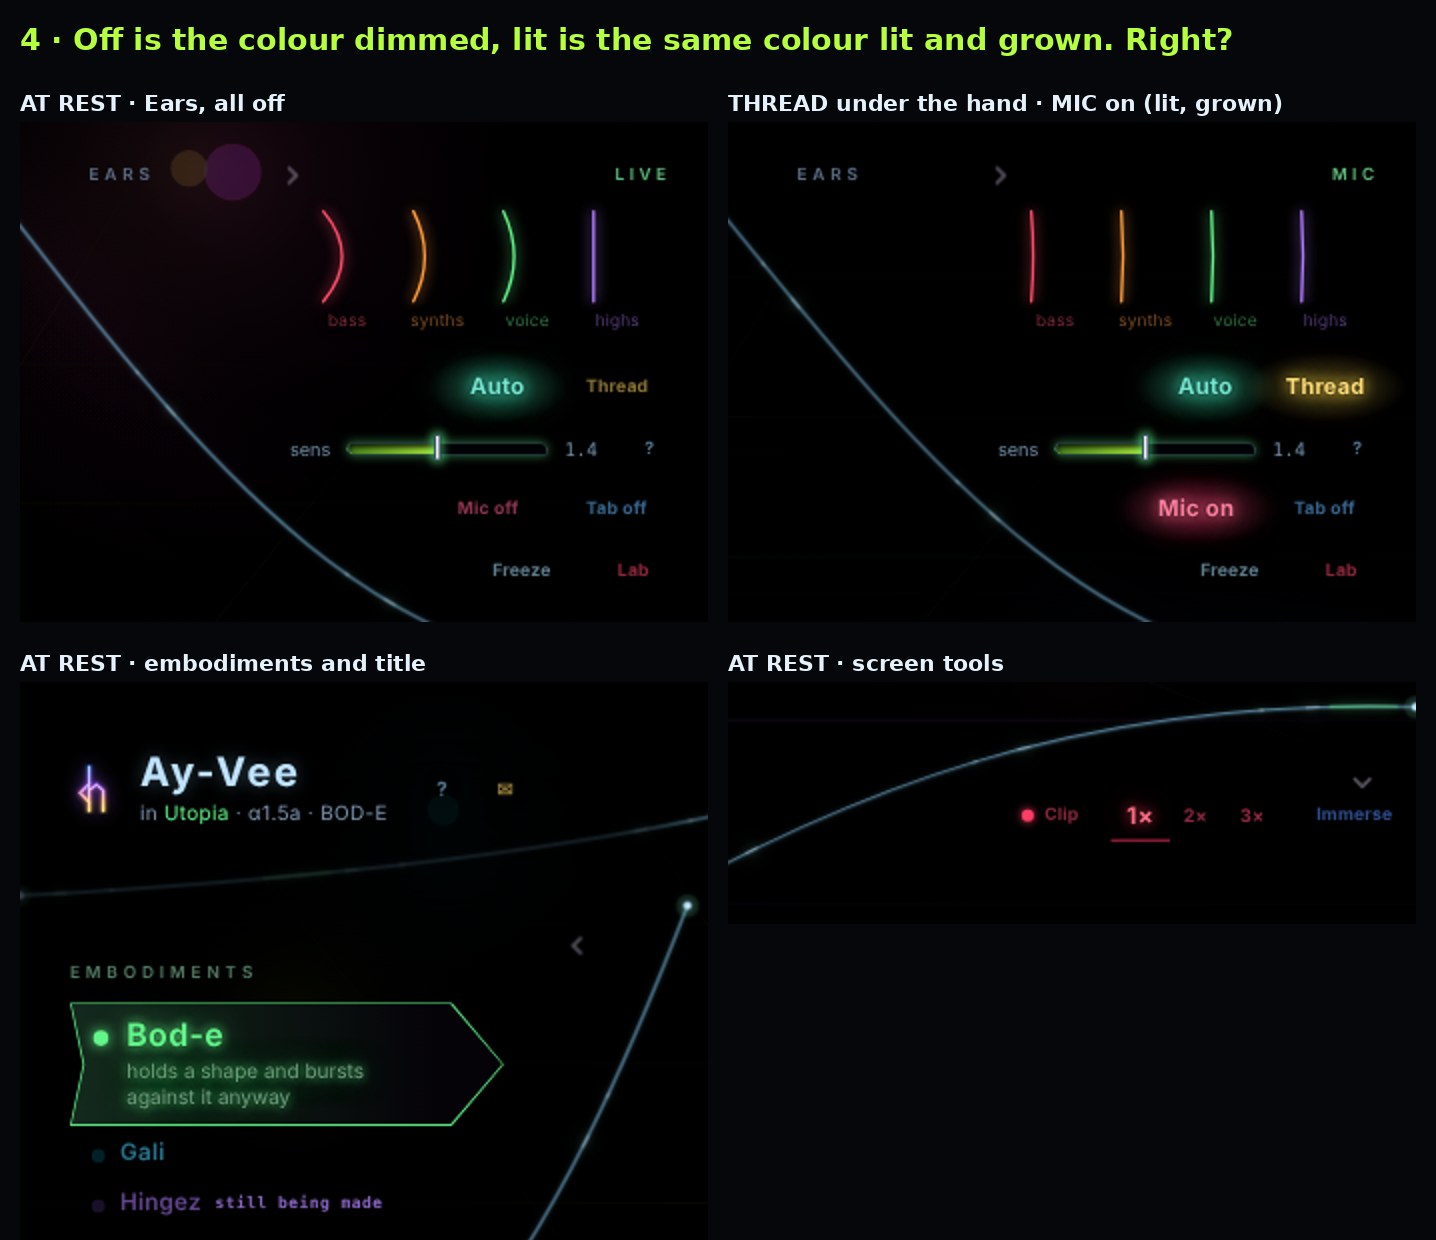 4 · Off is the colour dimmed, lit is the same colour lit and grown. Right?
AT REST · Ears, all off
EARS
LIVE
bass synths voice highs
Auto Thread
sens 1.4 ?
Mic off Tab off
Freeze Lab
THREAD under the hand · MIC on (lit, grown)
EARS
MIC
bass synths voice highs
Auto Thread
sens 1.4 ?
Mic on Tab off
Freeze Lab
AT REST · embodiments and title
Ay-Vee
?
in Utopia · α1.5a · BOD-E
EMBODIMENTS
Bod-e
holds a shape and bursts
against it anyway
Gali
Hingez still being made
AT REST · screen tools
Clip 1× 2× 3× Immerse